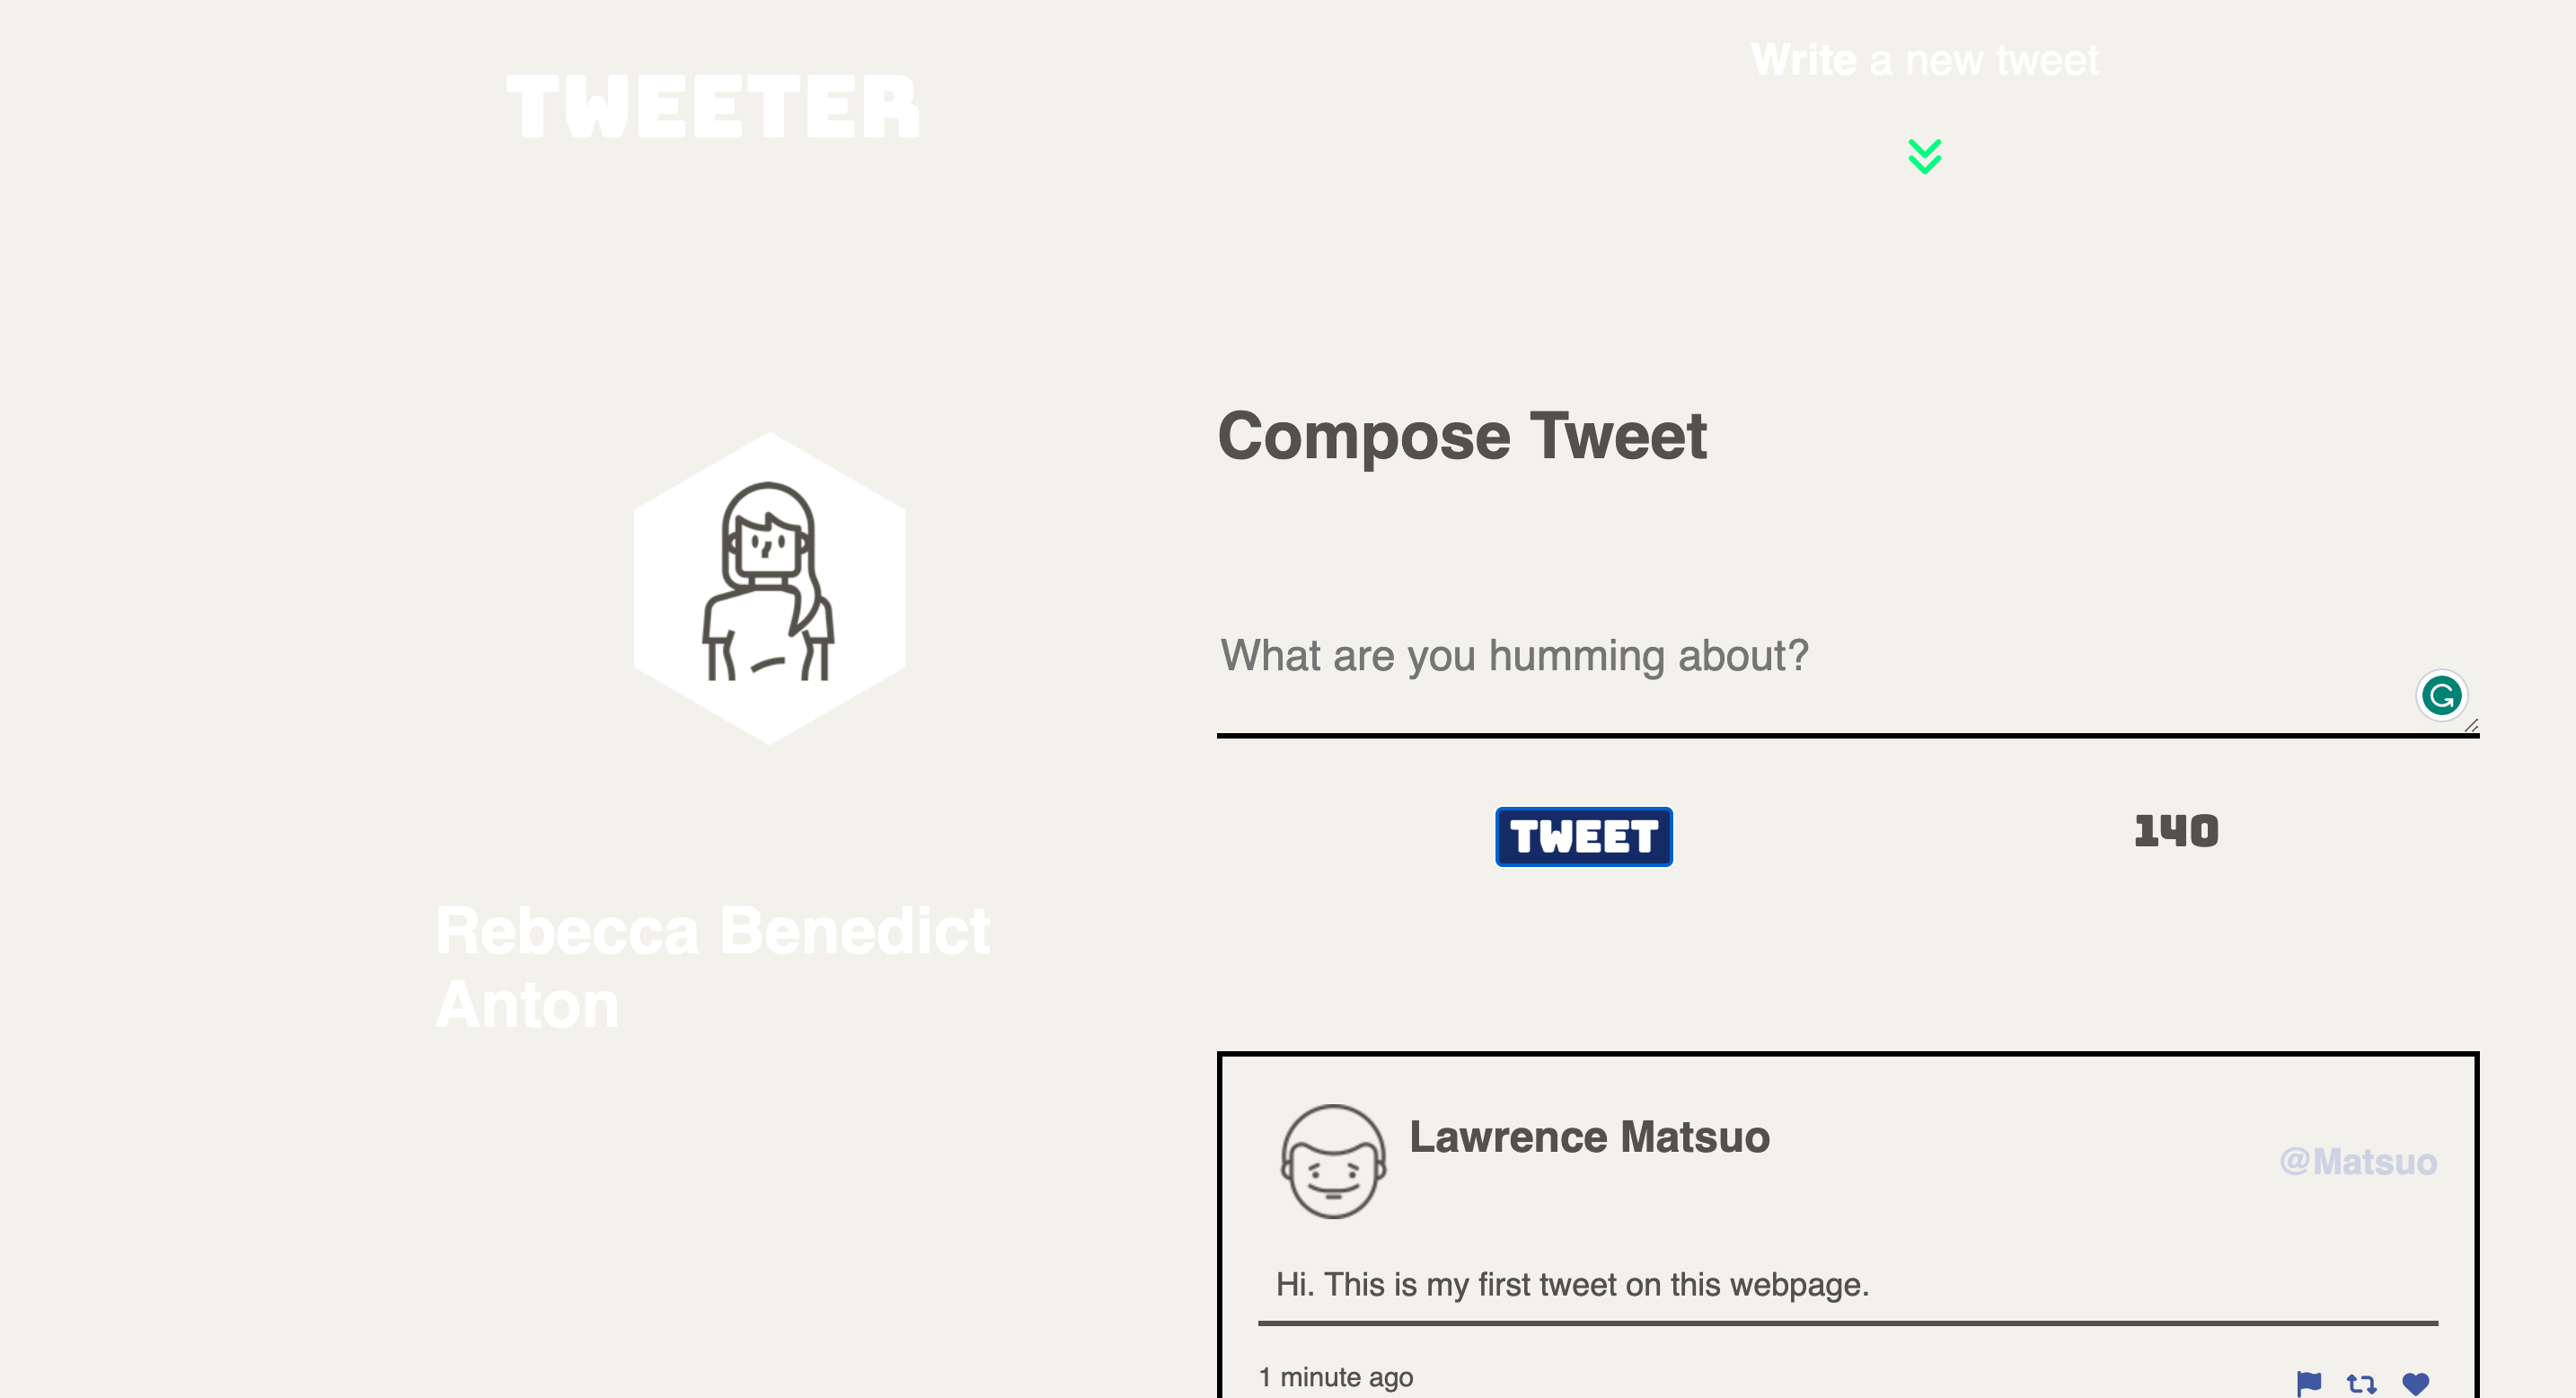 TWEETER
Write a new tweet
Compose Tweet
What are you humming about?
TWEET
140
Rebecca Benedict
Anton
Lawrence Matsuo
@Matsuo
Hi. This is my first tweet on this webpage.
1 minute ago